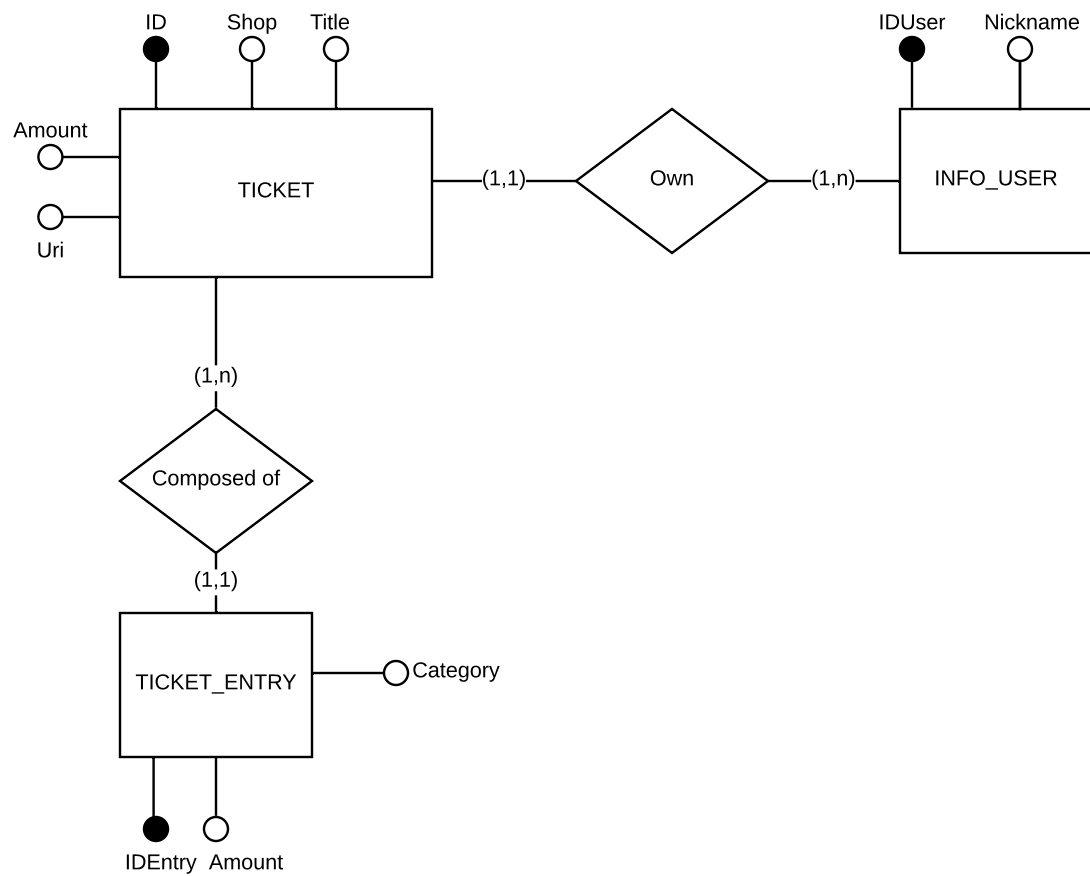 ID
Shop
Title
IDUser
Nickname
Amount
TICKET
(1,1)
Own
(1,n)
INFO_USER
Uri
(1,n)
Composed of
(1,1)
TICKET_ENTRY
Category
IDEntry
Amount